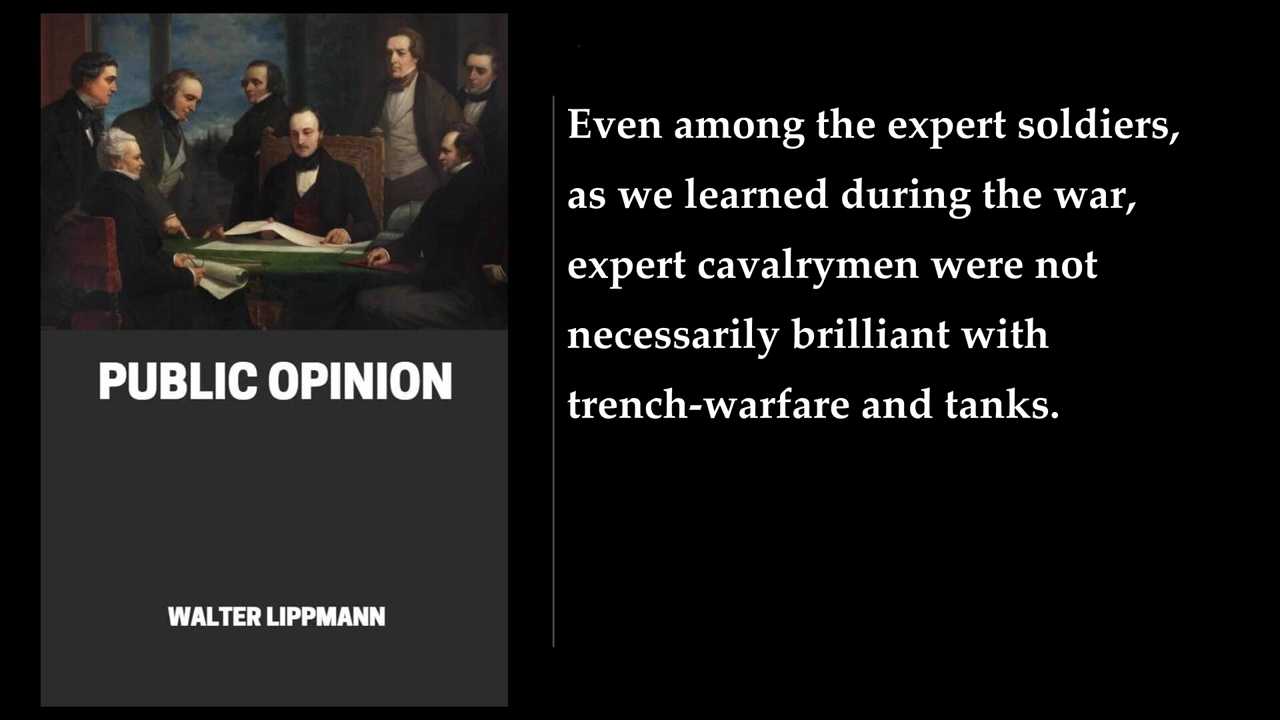 PUBLIC OPINION
WALTER LIPPMANN
Even among the expert soldiers,
as we learned during the war,
expert cavalrymen were not
necessarily brilliant with
trench-warfare and tanks.